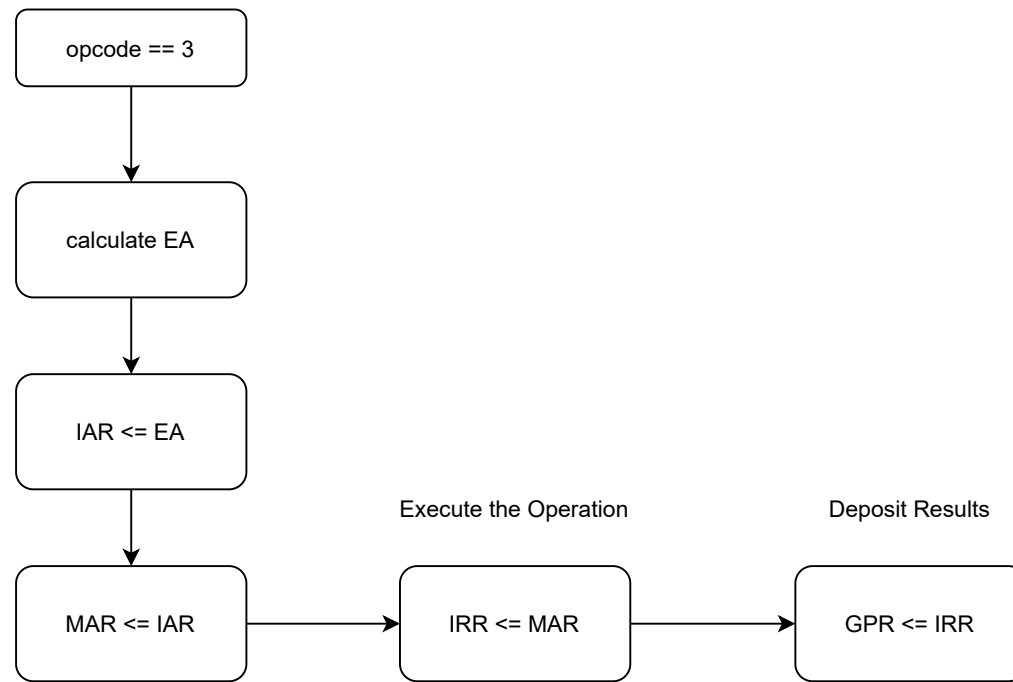 opcode == 3
calculate EA
IAR <= EA
Execute the Operation
Deposit Results
MAR <= IAR
IRR <= MAR
GPR <= IRR